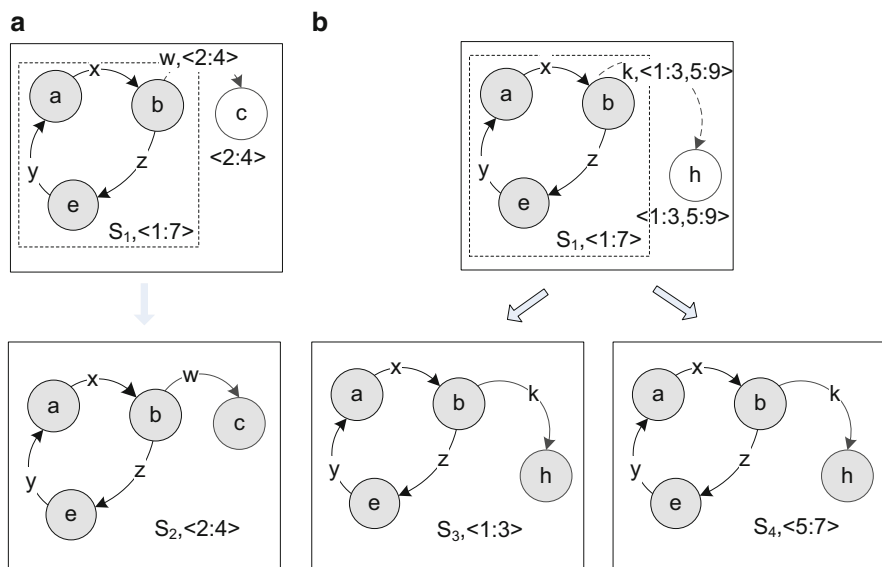 a
w,<2:4>
x
a
b
c
<2:4>
y
z
e
S1,<1:7>
x
w
a
b
c
y
z
e
S2,<2:4>
b
x
k,<1:3,5:9>
a
b
h
y
z
e
<1:3,5:9>
S1,<1:7>
x
k
a
b
y
z
h
e
S3,<1:3>
x
k
a
b
y
z
h
e
S4,<5:7>